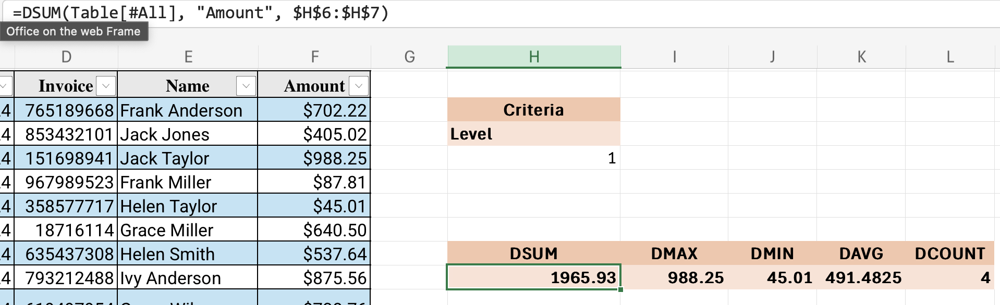 =DSUM(Table[#All], "Amount", $H$6:$H$7)
Office on the web Frame
D E F G H I J K L
Invoice Name Amount
4 765189668 Frank Anderson $702.22 Criteria
4 853432101 Jack Jones $405.02 Level
4 151698941 Jack Taylor $988.25 1
4 967989523 Frank Miller $87.81
4 358577717 Helen Taylor $45.01
4 18716114 Grace Miller $640.50
4 635437308 Helen Smith $537.64 DSUM DMAX DMIN DAVG DCOUNT
4 793212488 Ivy Anderson $875.56 1965.93 988.25 45.01 491.4825 4